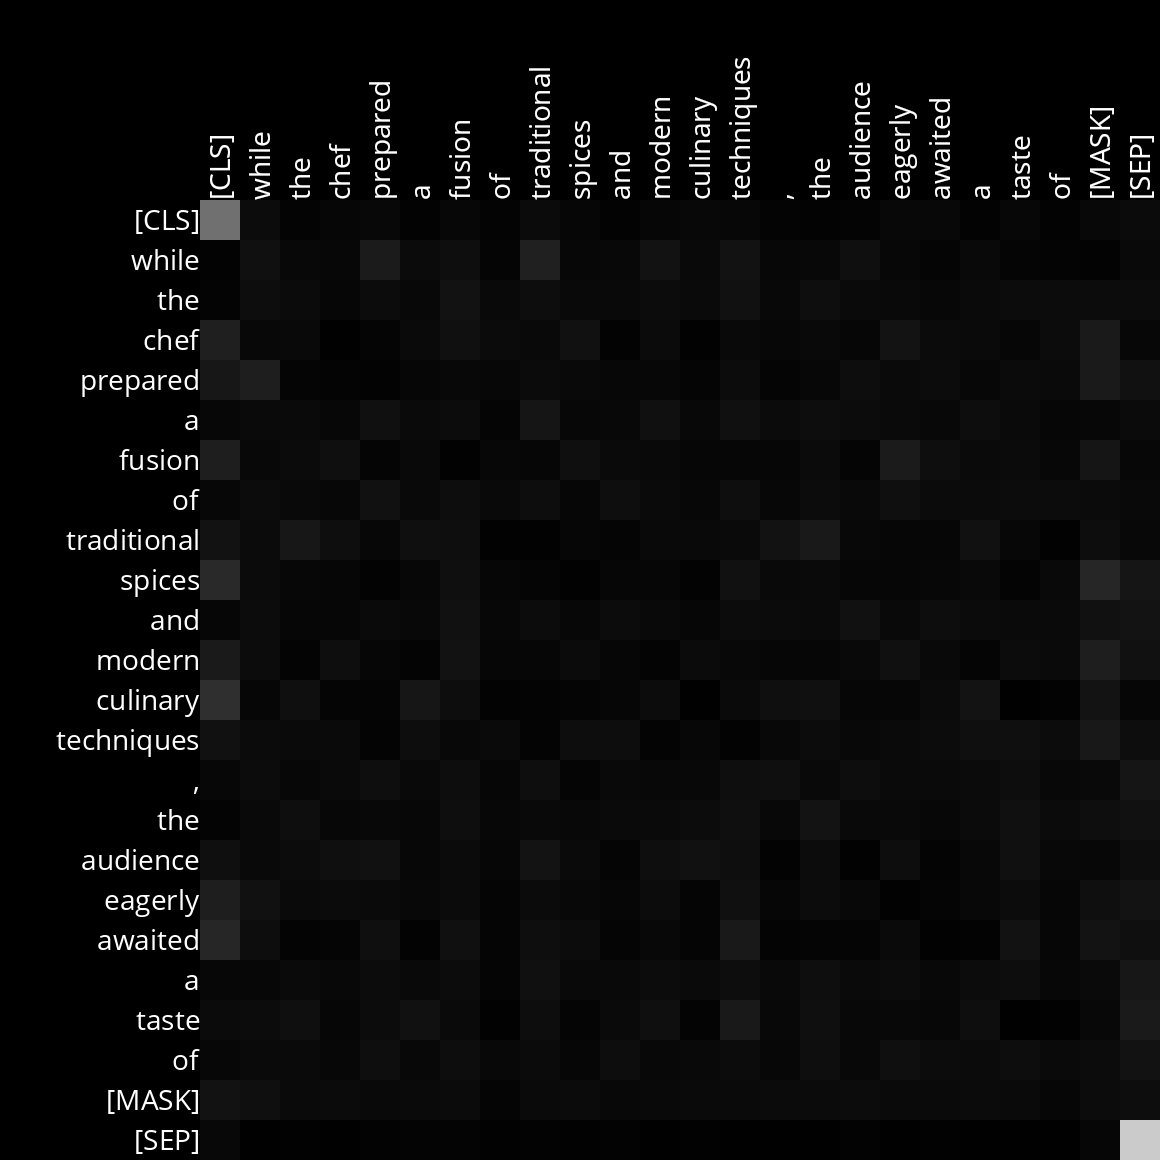 [CLS] while the chef prepared a fusion of traditional spices and modern culinary techniques , the audience eagerly awaited a taste of [MASK] [SEP]
[CLS]
while
the
chef
prepared
a
fusion
of
traditional
spices
and
modern
culinary
techniques
,
the
audience
eagerly
awaited
a
taste
of
[MASK]
[SEP]